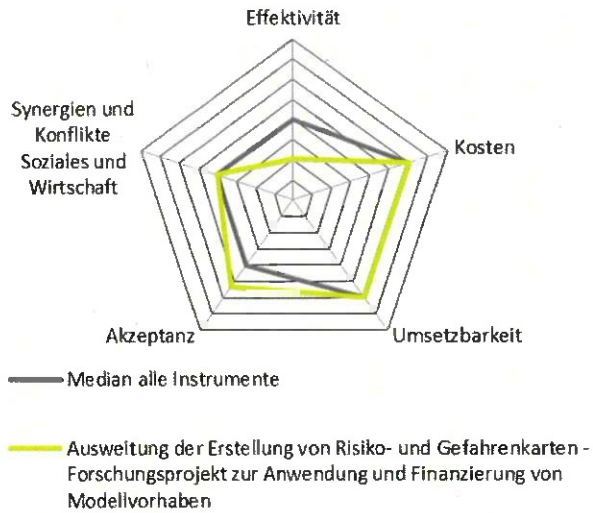 Effektivität
Synergien und
Konflikte
Soziales und
Wirtschaft
Kosten
Akzeptanz
Umsetzbarkeit
Median alle Instrumente
Ausweitung der Erstellung von Risiko- und Gefahrenkarten -
Forschungsprojekt zur Anwendung und Finanzierung von
Modellvorhaben